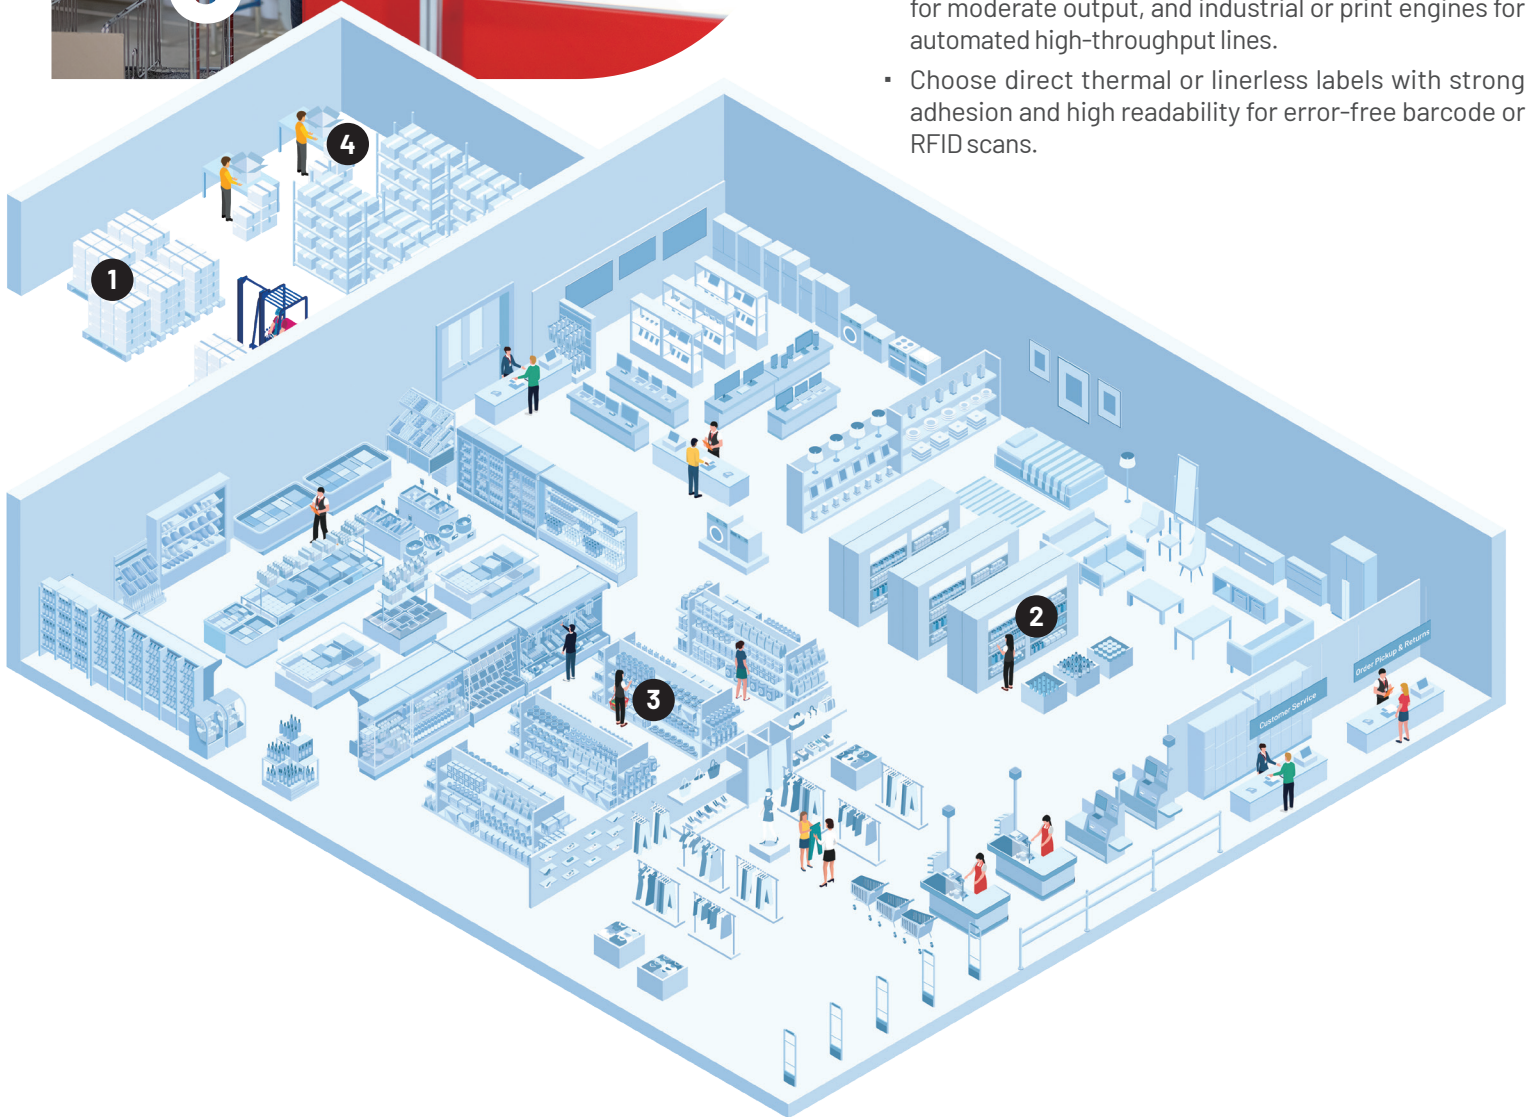 for moderate output, and industrial or print engines for
automated high-throughput lines.
▪ Choose direct thermal or linerless labels with strong
adhesion and high readability for error-free barcode or
RFID scans.
4
1
2
3
Order Pickup & Returns
Customer Service